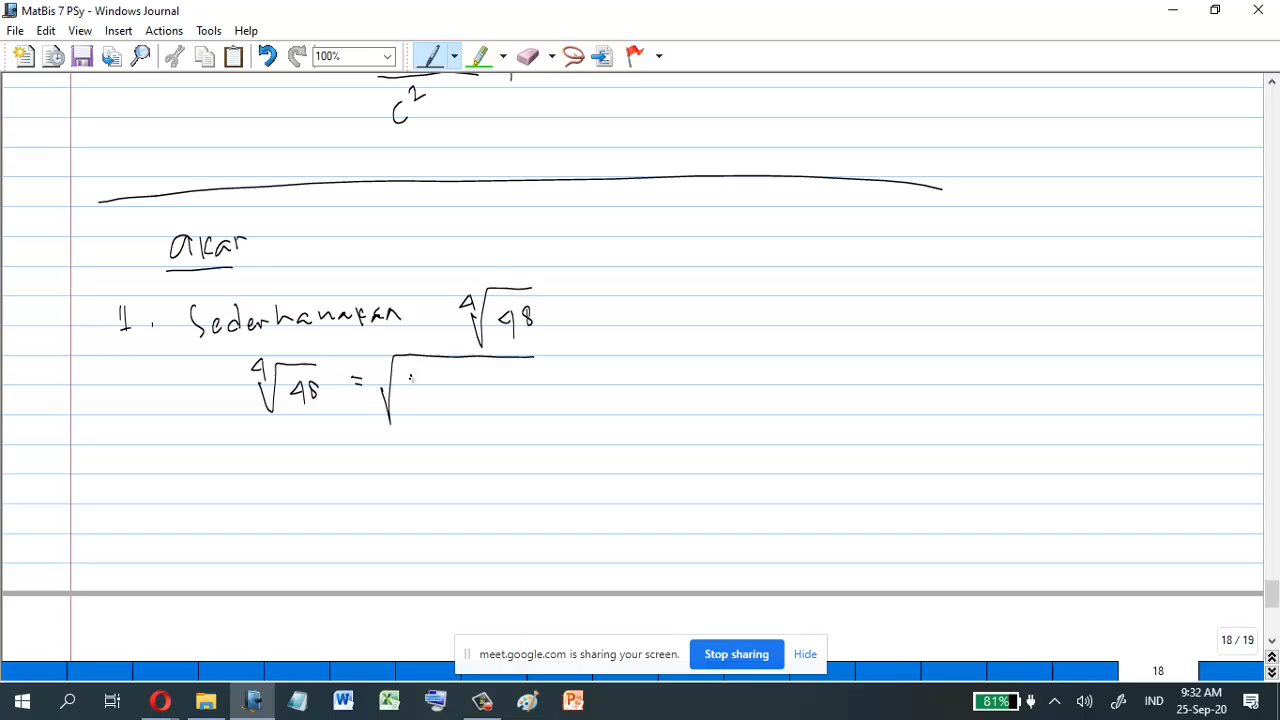 MatBis 7 PSy - Windows Journal
File Edit View Insert Actions Tools Help
100%
c²
akar
1. Sederhanakan ⁴√48
⁴√48 = √
18 / 19
meet.google.com is sharing your screen. Stop sharing Hide
18
81% IND 9:32 AM
25-Sep-20